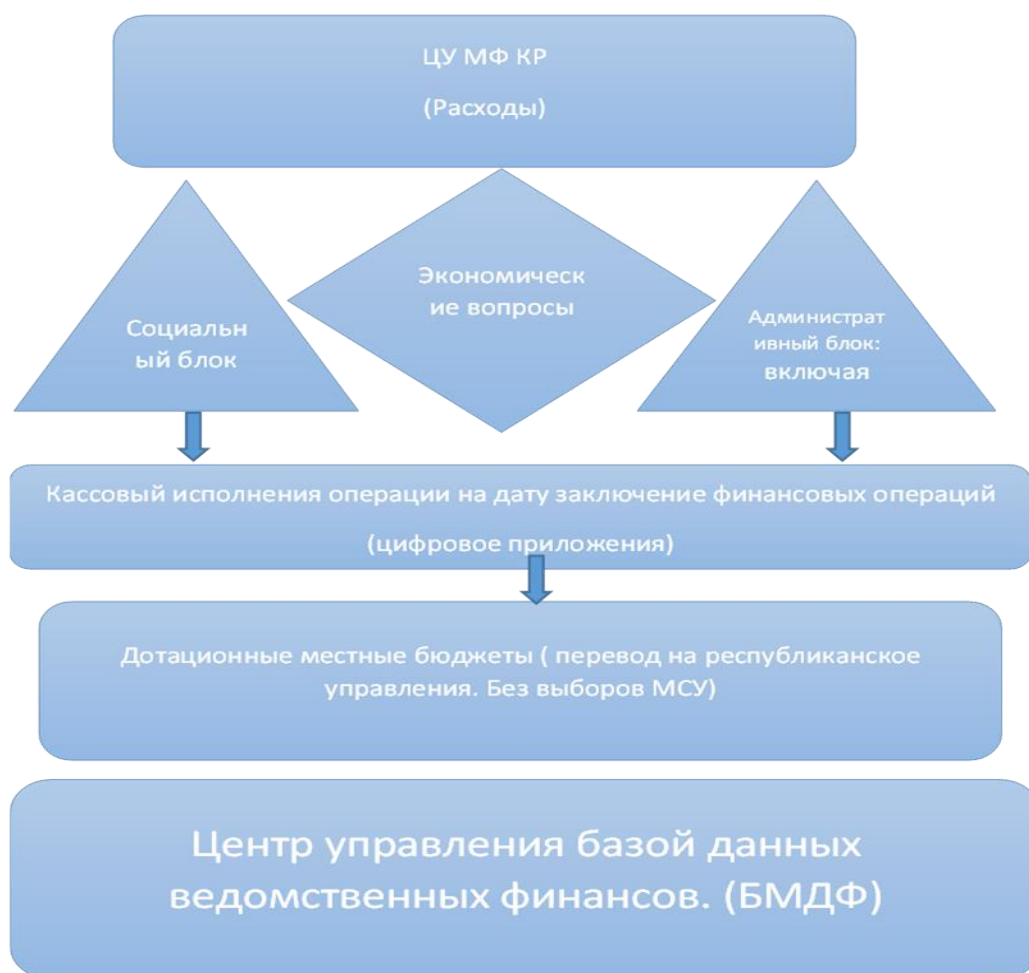 ЦУ МФ КР
(Расходы)
Экономическ
ие вопросы
Социальн
ый блок
Администрат
ивный блок:
включая
Кассовый исполнения операции на дату заключение финансовых операций
(цифровое приложения)
Дотационные местные бюджеты ( перевод на республиканское
управления. Без выборов МСУ)
Центр управления базой данных
ведомственных финансов. (БМДФ)